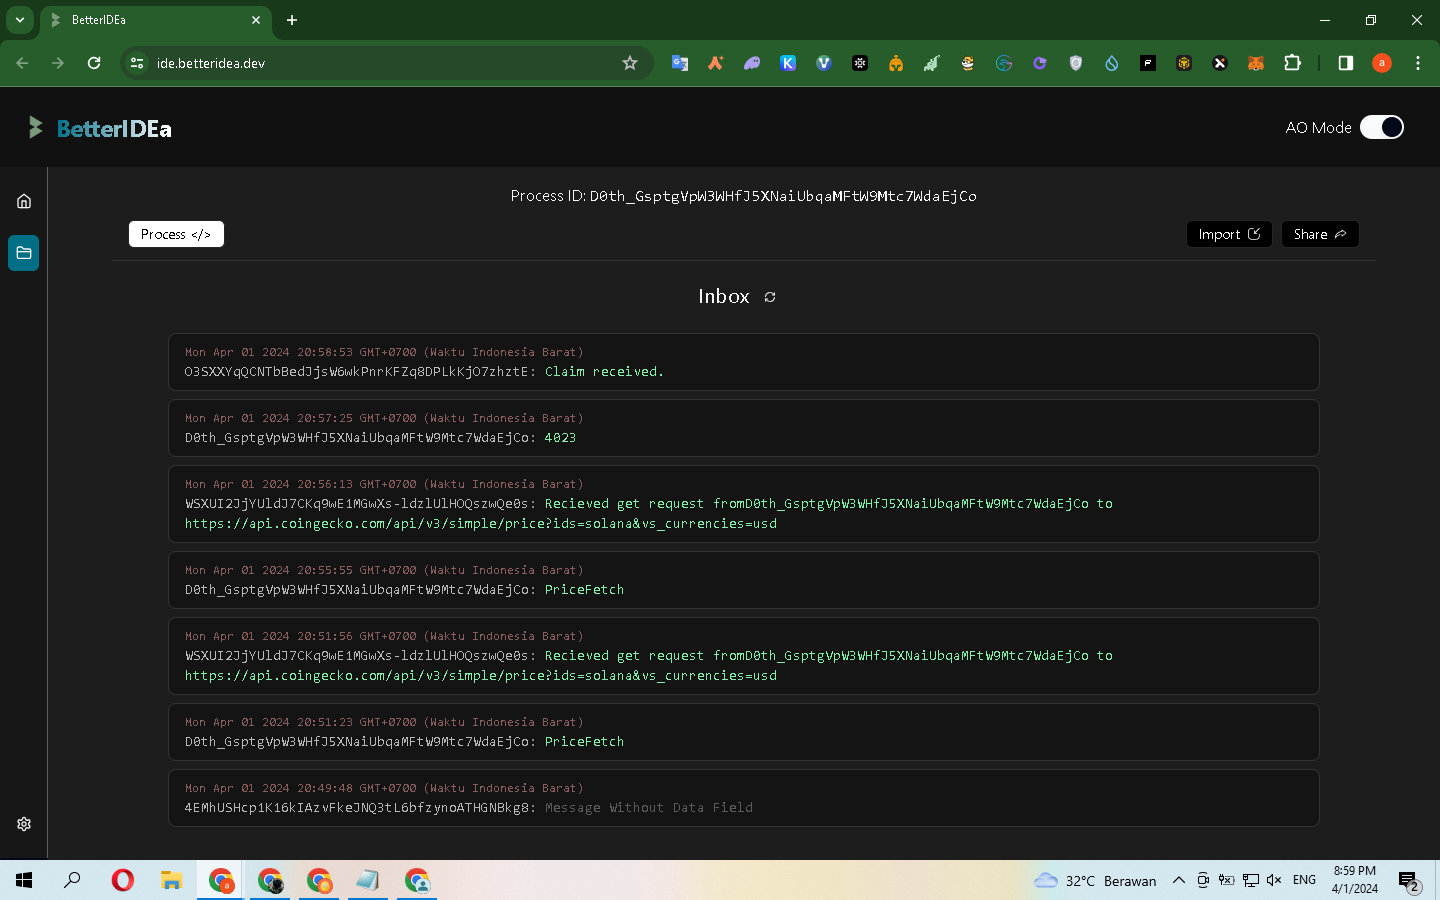 BetterIDEa
ide.betteridea.dev
BetterIDEa
AO Mode
Process ID: D0th_GsptgVpW3WHfJ5XNaiUbqaMFtW9Mtc7WdaEjCo
Process </>
Import
Share
Inbox
Mon Apr 01 2024 20:58:53 GMT+0700 (Waktu Indonesia Barat)
O3SXXYqQCNTbBedJjsW6wkPnrKFZq8DPLkKjO7zhztE: Claim received.
Mon Apr 01 2024 20:57:25 GMT+0700 (Waktu Indonesia Barat)
D0th_GsptgVpW3WHfJ5XNaiUbqaMFtW9Mtc7WdaEjCo: 4023
Mon Apr 01 2024 20:56:13 GMT+0700 (Waktu Indonesia Barat)
WSXUI2JjYUldJ7CKq9wE1MGwXs-ldzlUlHOQszwQe0s: Recieved get request fromD0th_GsptgVpW3WHfJ5XNaiUbqaMFtW9Mtc7WdaEjCo to
https://api.coingecko.com/api/v3/simple/price?ids=solana&vs_currencies=usd
Mon Apr 01 2024 20:55:55 GMT+0700 (Waktu Indonesia Barat)
D0th_GsptgVpW3WHfJ5XNaiUbqaMFtW9Mtc7WdaEjCo: PriceFetch
Mon Apr 01 2024 20:51:56 GMT+0700 (Waktu Indonesia Barat)
WSXUI2JjYUldJ7CKq9wE1MGwXs-ldzlUlHOQszwQe0s: Recieved get request fromD0th_GsptgVpW3WHfJ5XNaiUbqaMFtW9Mtc7WdaEjCo to
https://api.coingecko.com/api/v3/simple/price?ids=solana&vs_currencies=usd
Mon Apr 01 2024 20:51:23 GMT+0700 (Waktu Indonesia Barat)
D0th_GsptgVpW3WHfJ5XNaiUbqaMFtW9Mtc7WdaEjCo: PriceFetch
Mon Apr 01 2024 20:49:48 GMT+0700 (Waktu Indonesia Barat)
4EMhUSHcp1K16kIAzvFkeJNQ3tL6bfzynoATHGNBkg8: Message Without Data Field
32°C Berawan
ENG
8:59 PM
4/1/2024
2